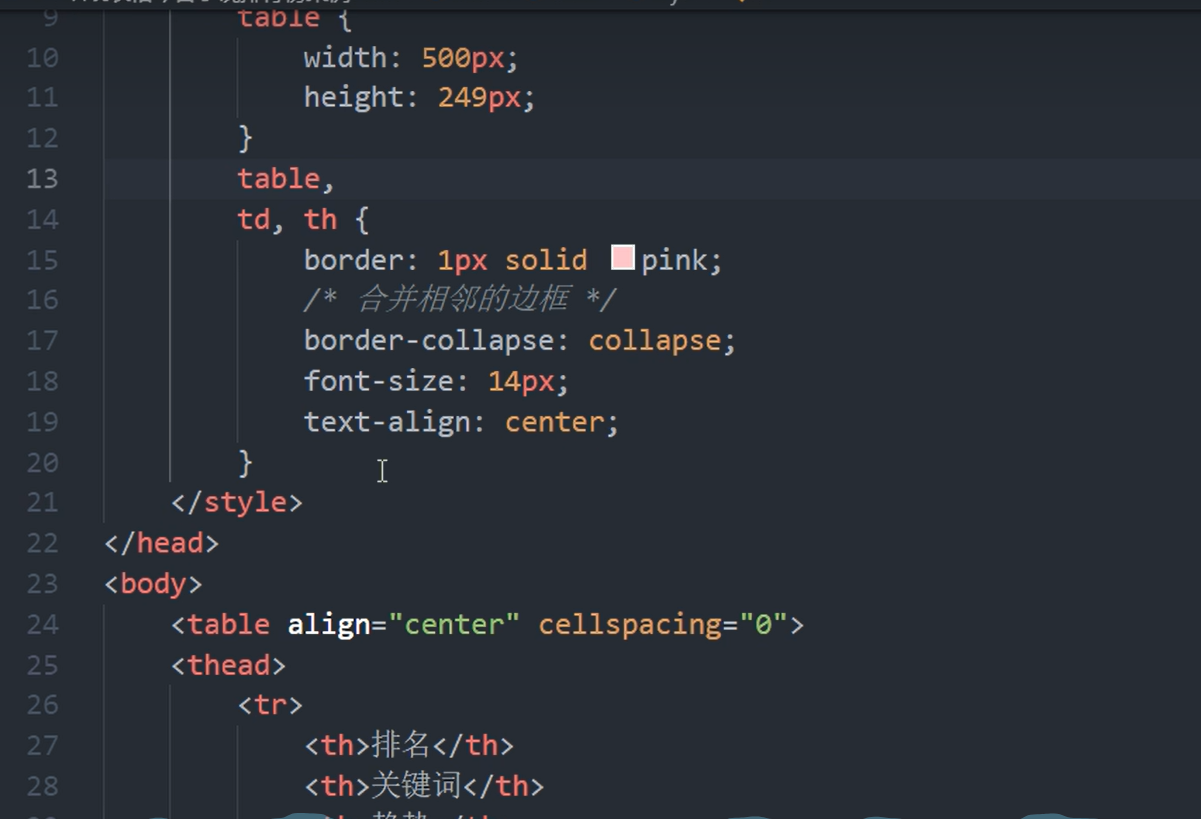 9 table {
10 width: 500px;
11 height: 249px;
12 }
13 table,
14 td, th {
15 border: 1px solid pink;
16 /* 合并相邻的边框 */
17 border-collapse: collapse;
18 font-size: 14px;
19 text-align: center;
20 }
21 </style>
22 </head>
23 <body>
24 <table align="center" cellspacing="0">
25 <thead>
26 <tr>
27 <th>排名</th>
28 <th>关键词</th>